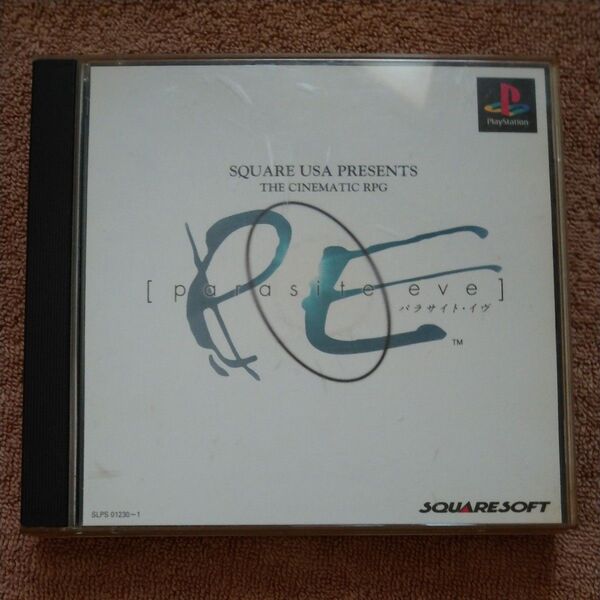 PlayStation
SQUARE USA PRESENTS
THE CINEMATIC RPG
PE
[parasite eve]
パラサイト・イヴ
TM
SLPS 01230~1
SQUARESOFT